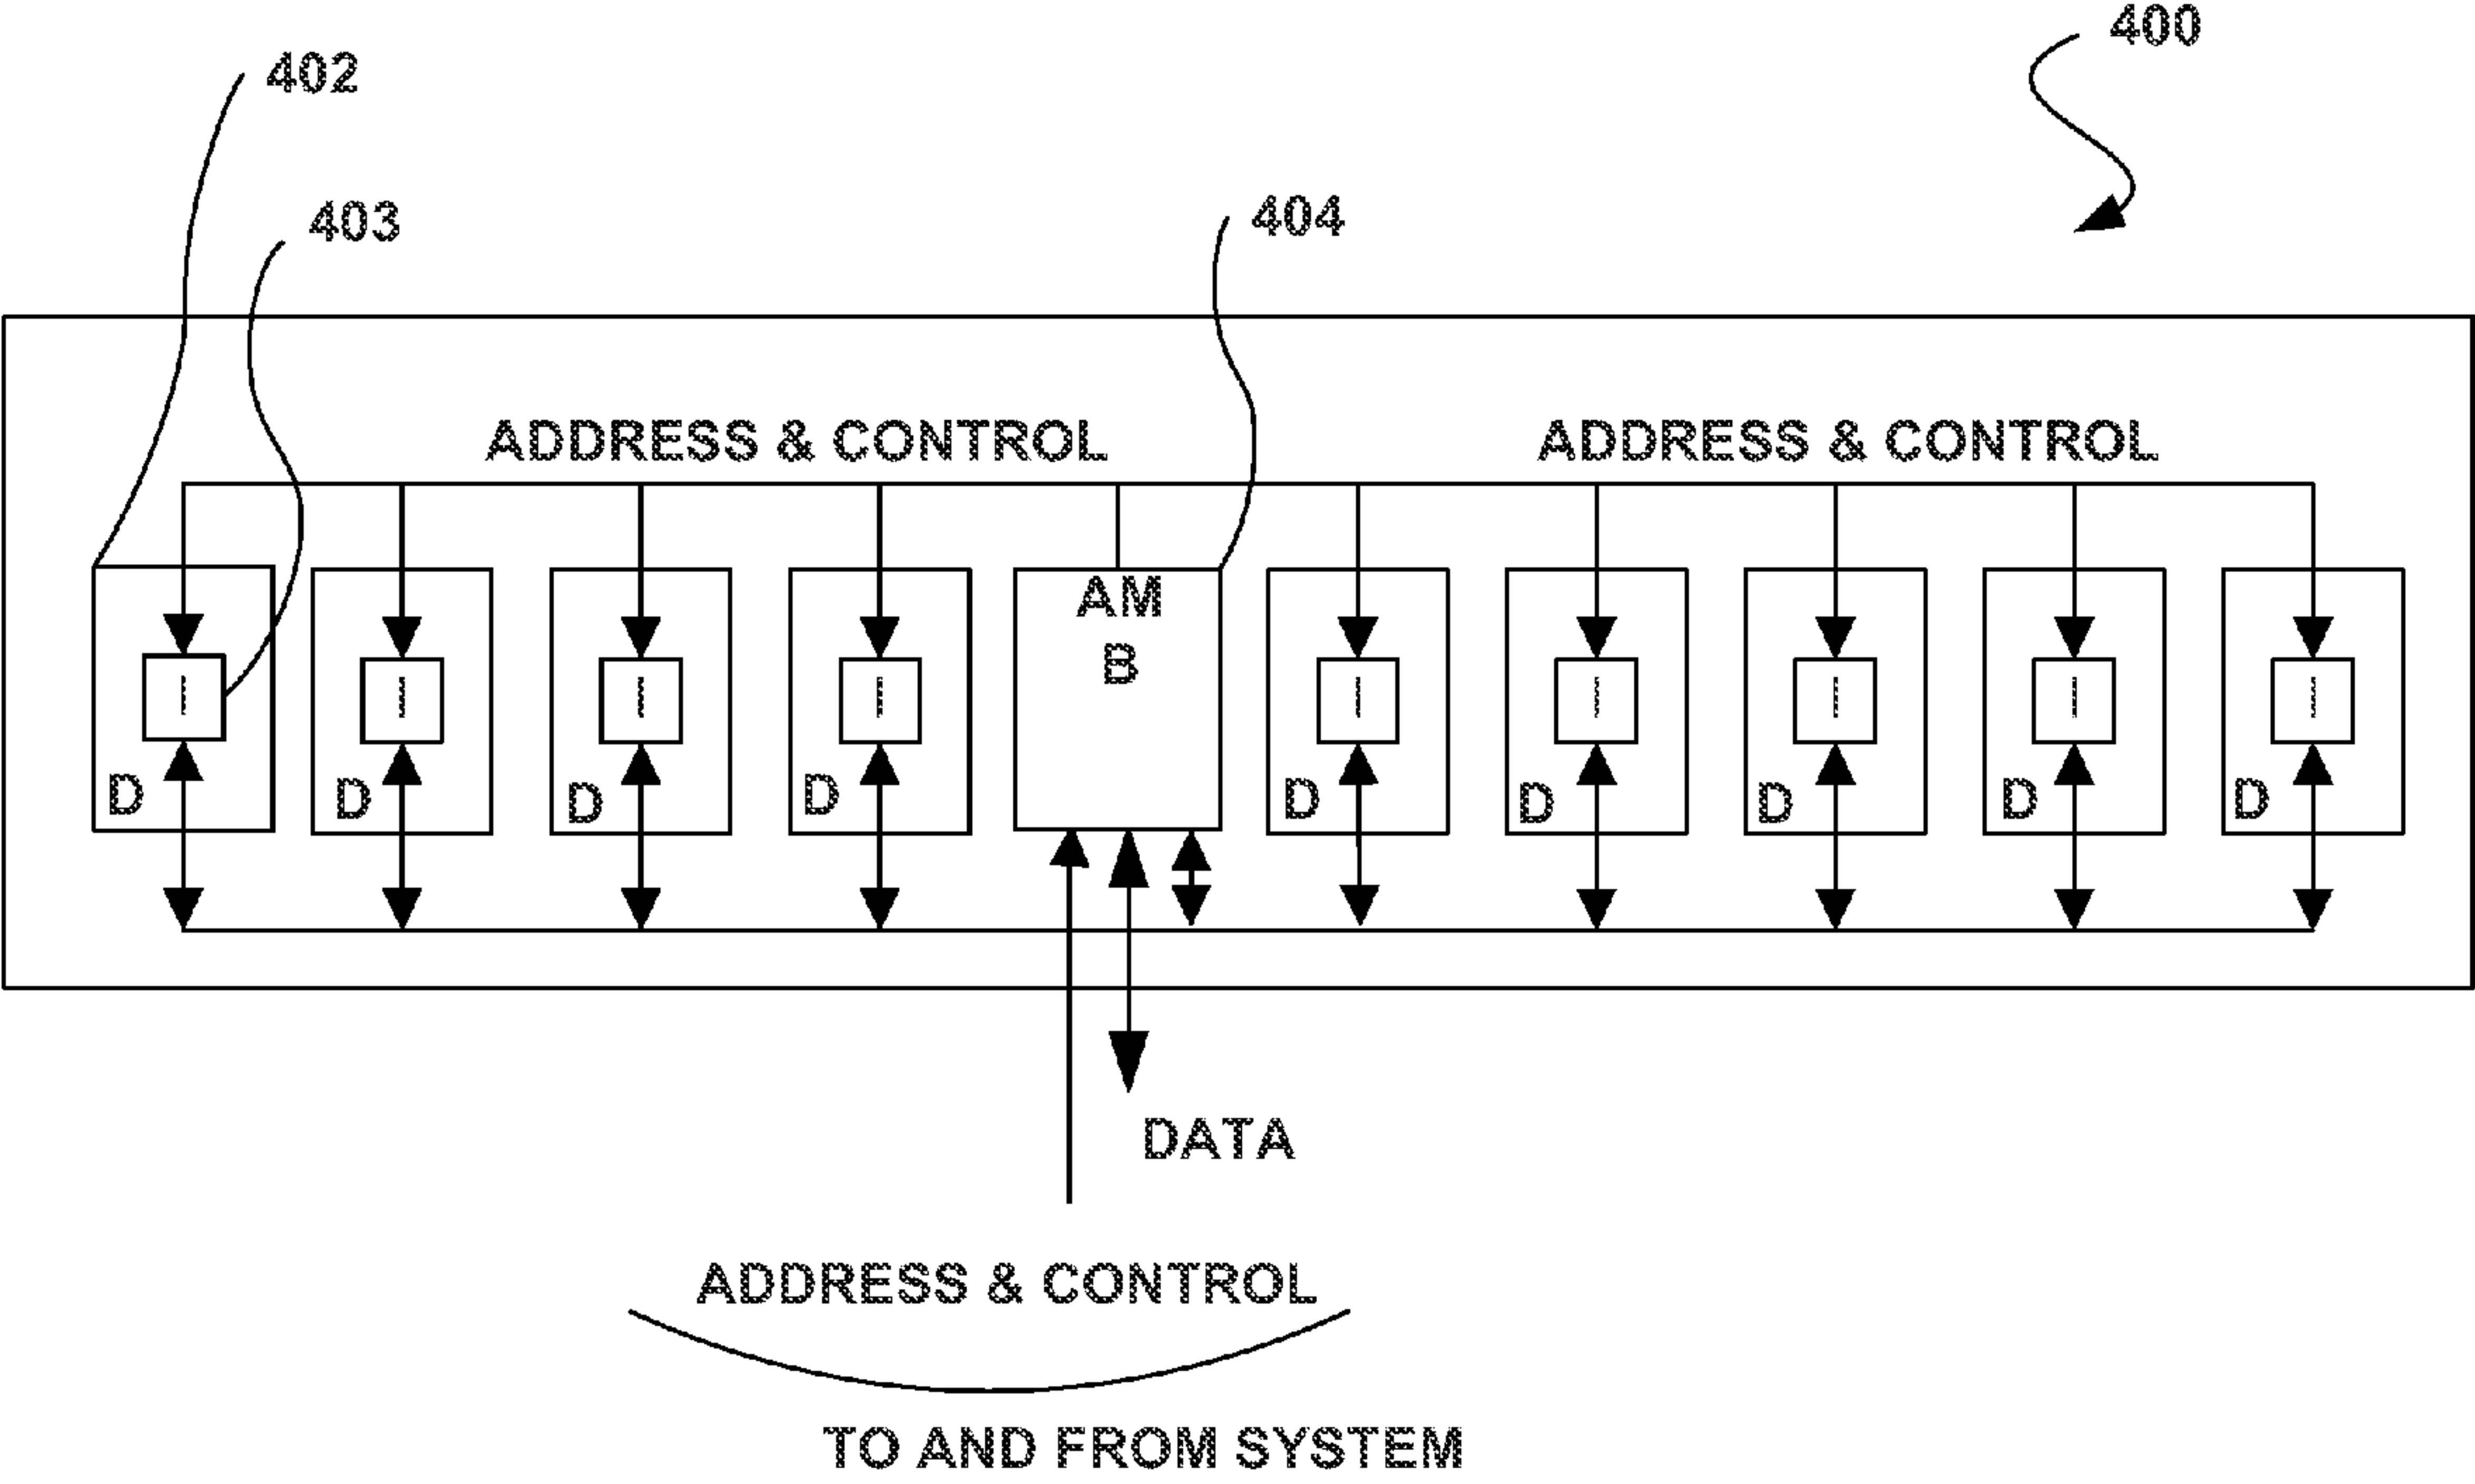 400
402
403
404
ADDRESS & CONTROL ADDRESS & CONTROL
AM
B
I I I I I I I I I
D D D D D D D D D
DATA
ADDRESS & CONTROL
TO AND FROM SYSTEM